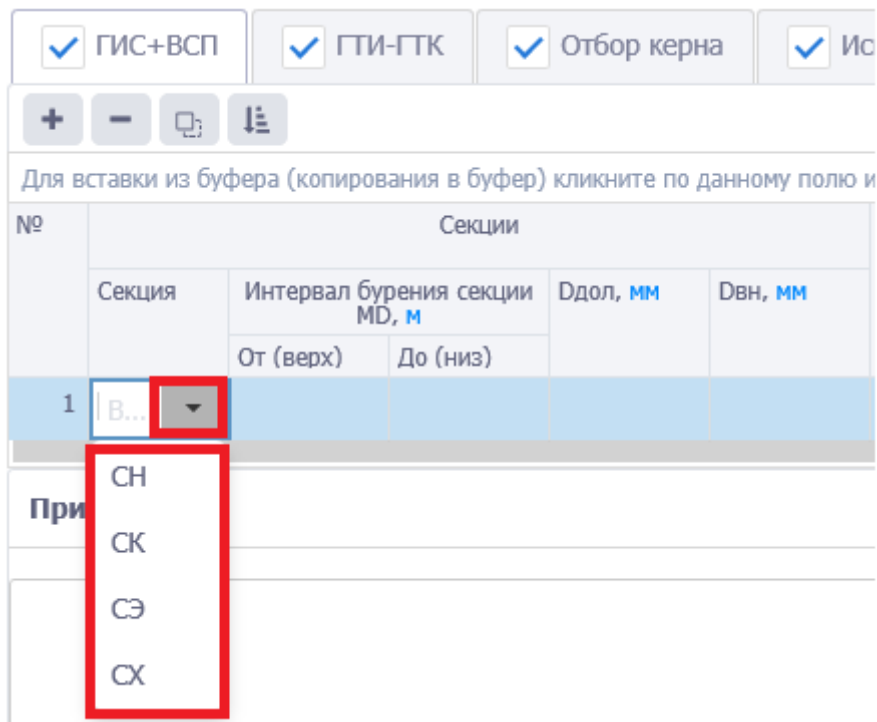 ГИС+ВСП ГТИ-ГТК Отбор керна Ис
Для вставки из буфера (копирования в буфер) кликните по данному полю и
№ Секции
Секция Интервал бурения секции MD, м Dдол, мм Dвн, мм
От (верх) До (низ)
1 В...
СН
При
СК
СЭ
СХ